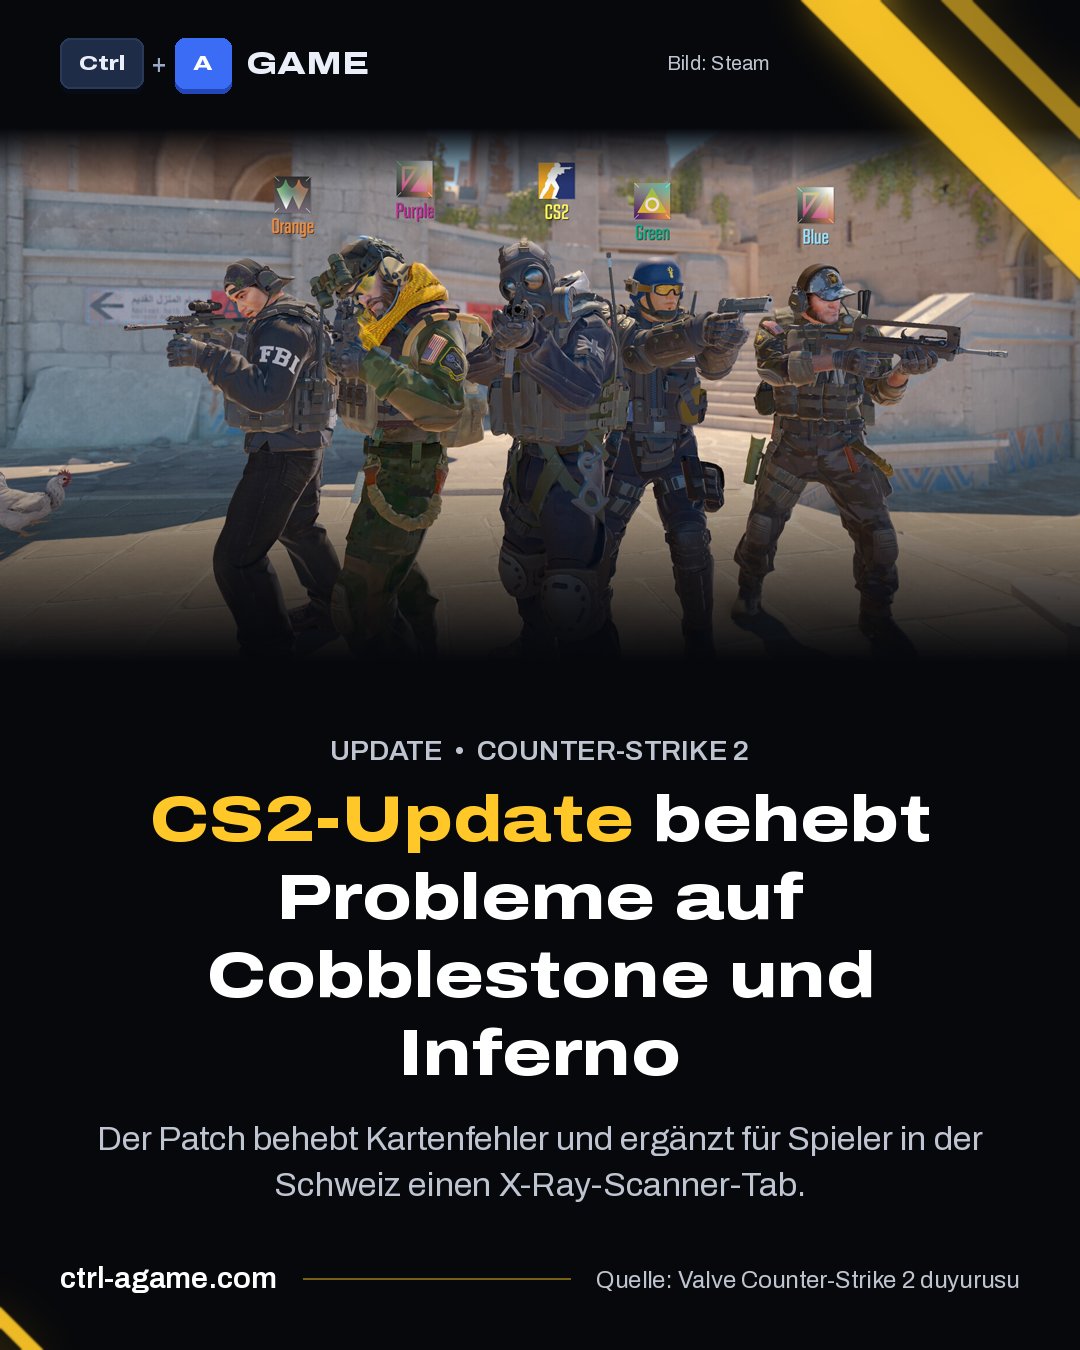 Ctrl + A GAME
Bild: Steam
Purple
CS2
Orange
Green
Blue
FBI
UPDATE • COUNTER-STRIKE 2
CS2-Update behebt
Probleme auf
Cobblestone und
Inferno
Der Patch behebt Kartenfehler und ergänzt für Spieler in der
Schweiz einen X-Ray-Scanner-Tab.
ctrl-agame.com
Quelle: Valve Counter-Strike 2 duyurusu